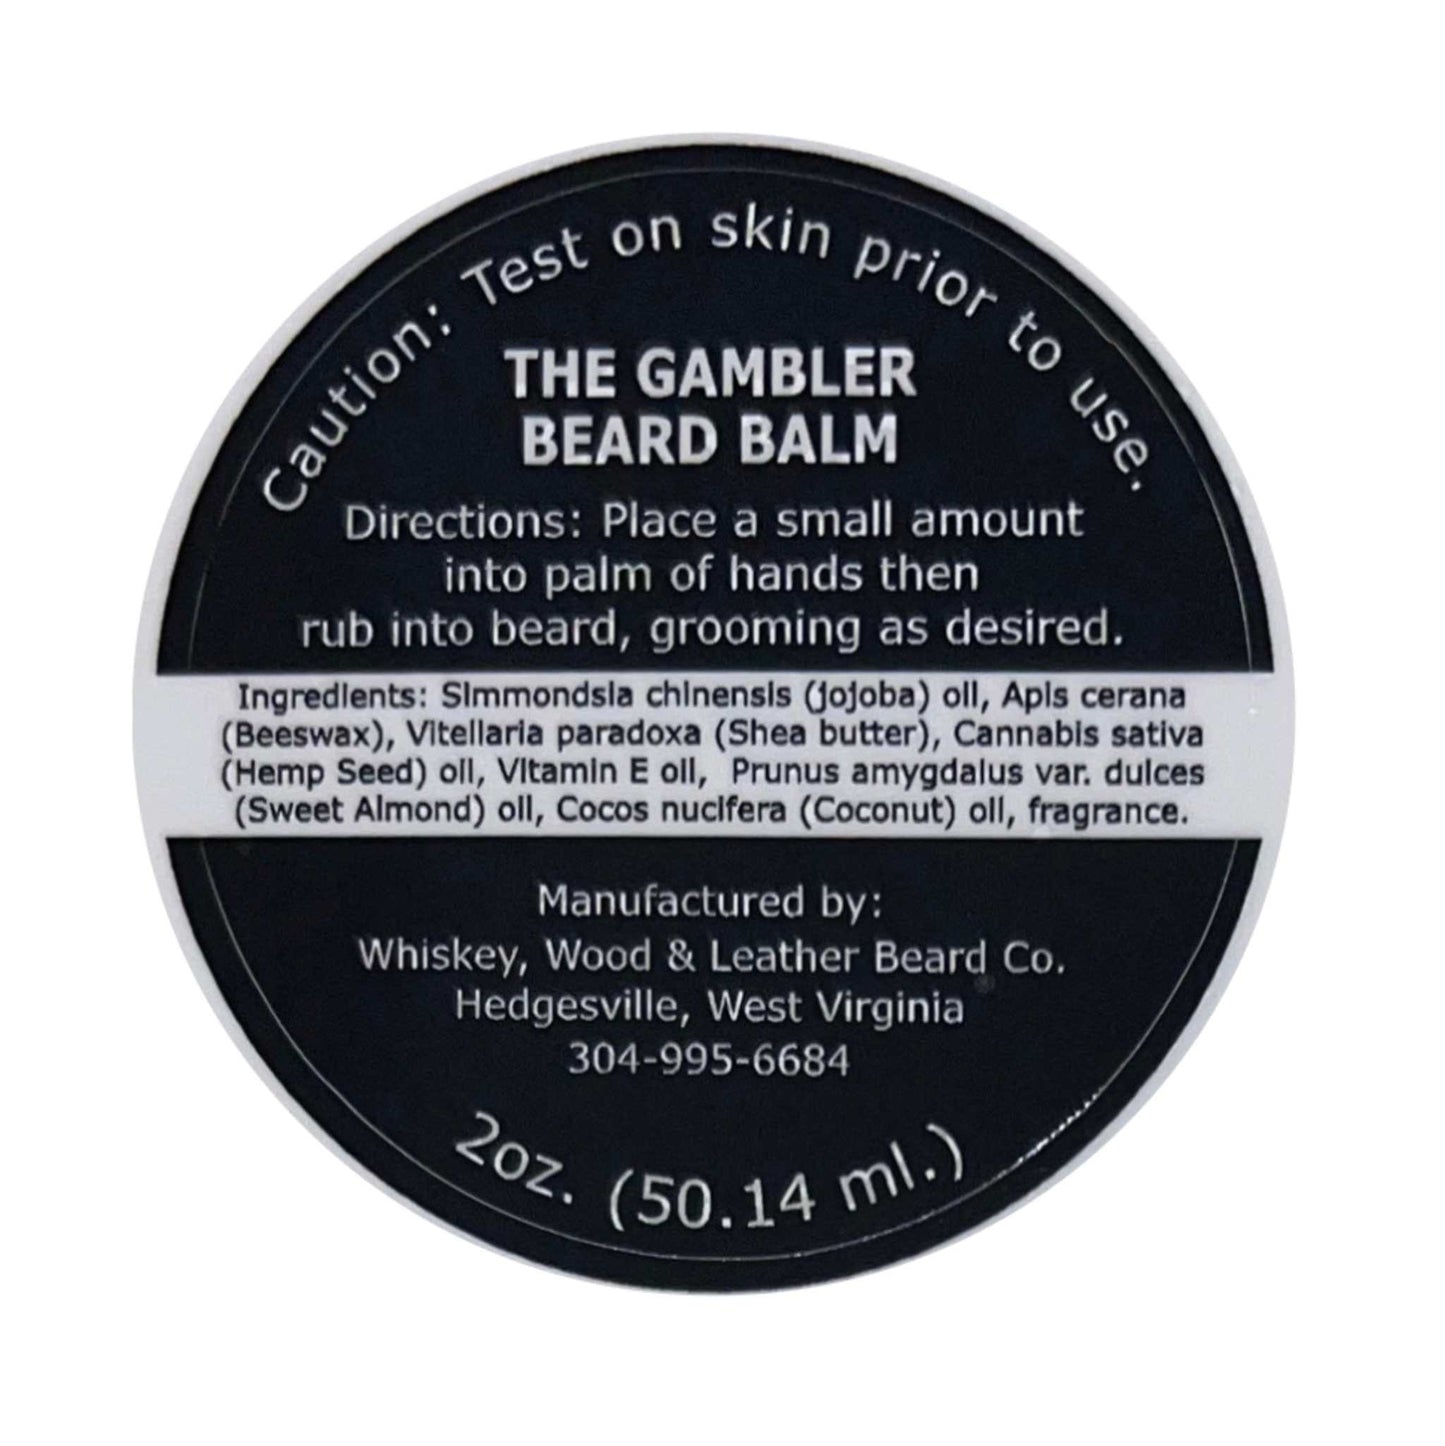 Caution: Test on skin prior to use.
THE GAMBLER
BEARD BALM
Directions: Place a small amount
into palm of hands then
rub into beard, grooming as desired.
Ingredients: Simmondsia chinensis (jojoba) oil, Apis cerana
(Beeswax), Vitellaria paradoxa (Shea butter), Cannabis sativa
(Hemp Seed) oil, Vitamin E oil, Prunus amygdalus var. dulces
(Sweet Almond) oil, Cocos nucifera (Coconut) oil, fragrance.
Manufactured by:
Whiskey, Wood & Leather Beard Co.
Hedgesville, West Virginia
304-995-6684
2oz. (50.14 ml.)